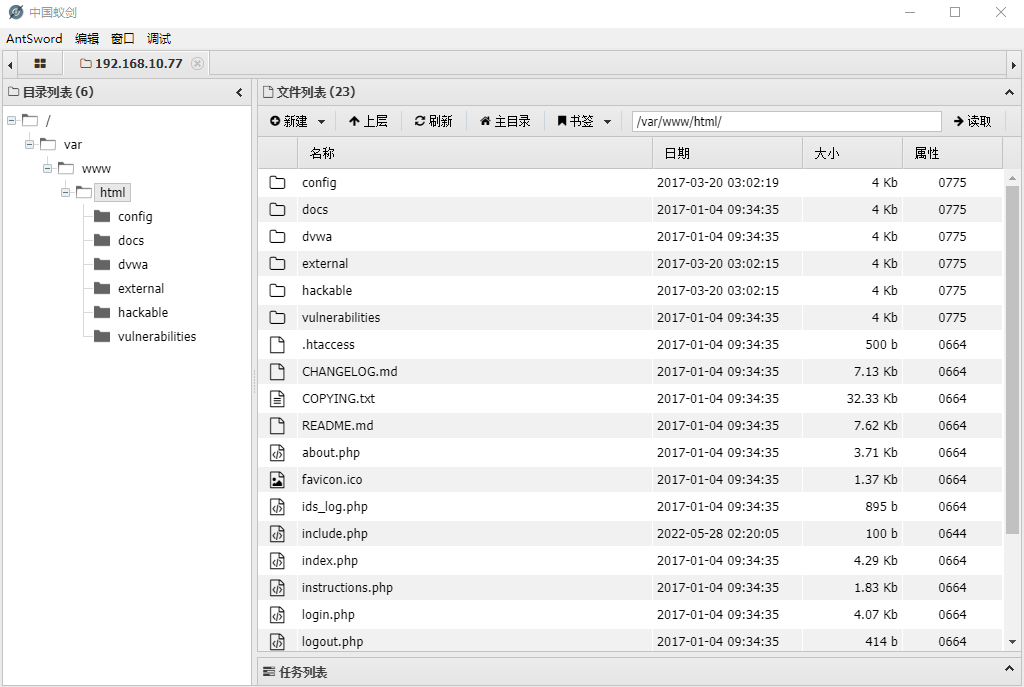 中国蚁剑
AntSword 编辑 窗口 调试
192.168.10.77
目录列表 (6)
/
var
www
html
config
docs
dvwa
external
hackable
vulnerabilities
文件列表 (23)
新建 上层 刷新 主目录 书签 /var/www/html/ 读取
名称 日期 大小 属性
config 2017-03-20 03:02:19 4 Kb 0775
docs 2017-01-04 09:34:35 4 Kb 0775
dvwa 2017-01-04 09:34:35 4 Kb 0775
external 2017-03-20 03:02:15 4 Kb 0775
hackable 2017-03-20 03:02:15 4 Kb 0775
vulnerabilities 2017-01-04 09:34:35 4 Kb 0775
.htaccess 2017-01-04 09:34:35 500 b 0664
CHANGELOG.md 2017-01-04 09:34:35 7.13 Kb 0664
COPYING.txt 2017-01-04 09:34:35 32.33 Kb 0664
README.md 2017-01-04 09:34:35 7.62 Kb 0664
about.php 2017-01-04 09:34:35 3.71 Kb 0664
favicon.ico 2017-01-04 09:34:35 1.37 Kb 0664
ids_log.php 2017-01-04 09:34:35 895 b 0664
include.php 2022-05-28 02:20:05 100 b 0644
index.php 2017-01-04 09:34:35 4.29 Kb 0664
instructions.php 2017-01-04 09:34:35 1.83 Kb 0664
login.php 2017-01-04 09:34:35 4.07 Kb 0664
logout.php 2017-01-04 09:34:35 414 b 0664
任务列表